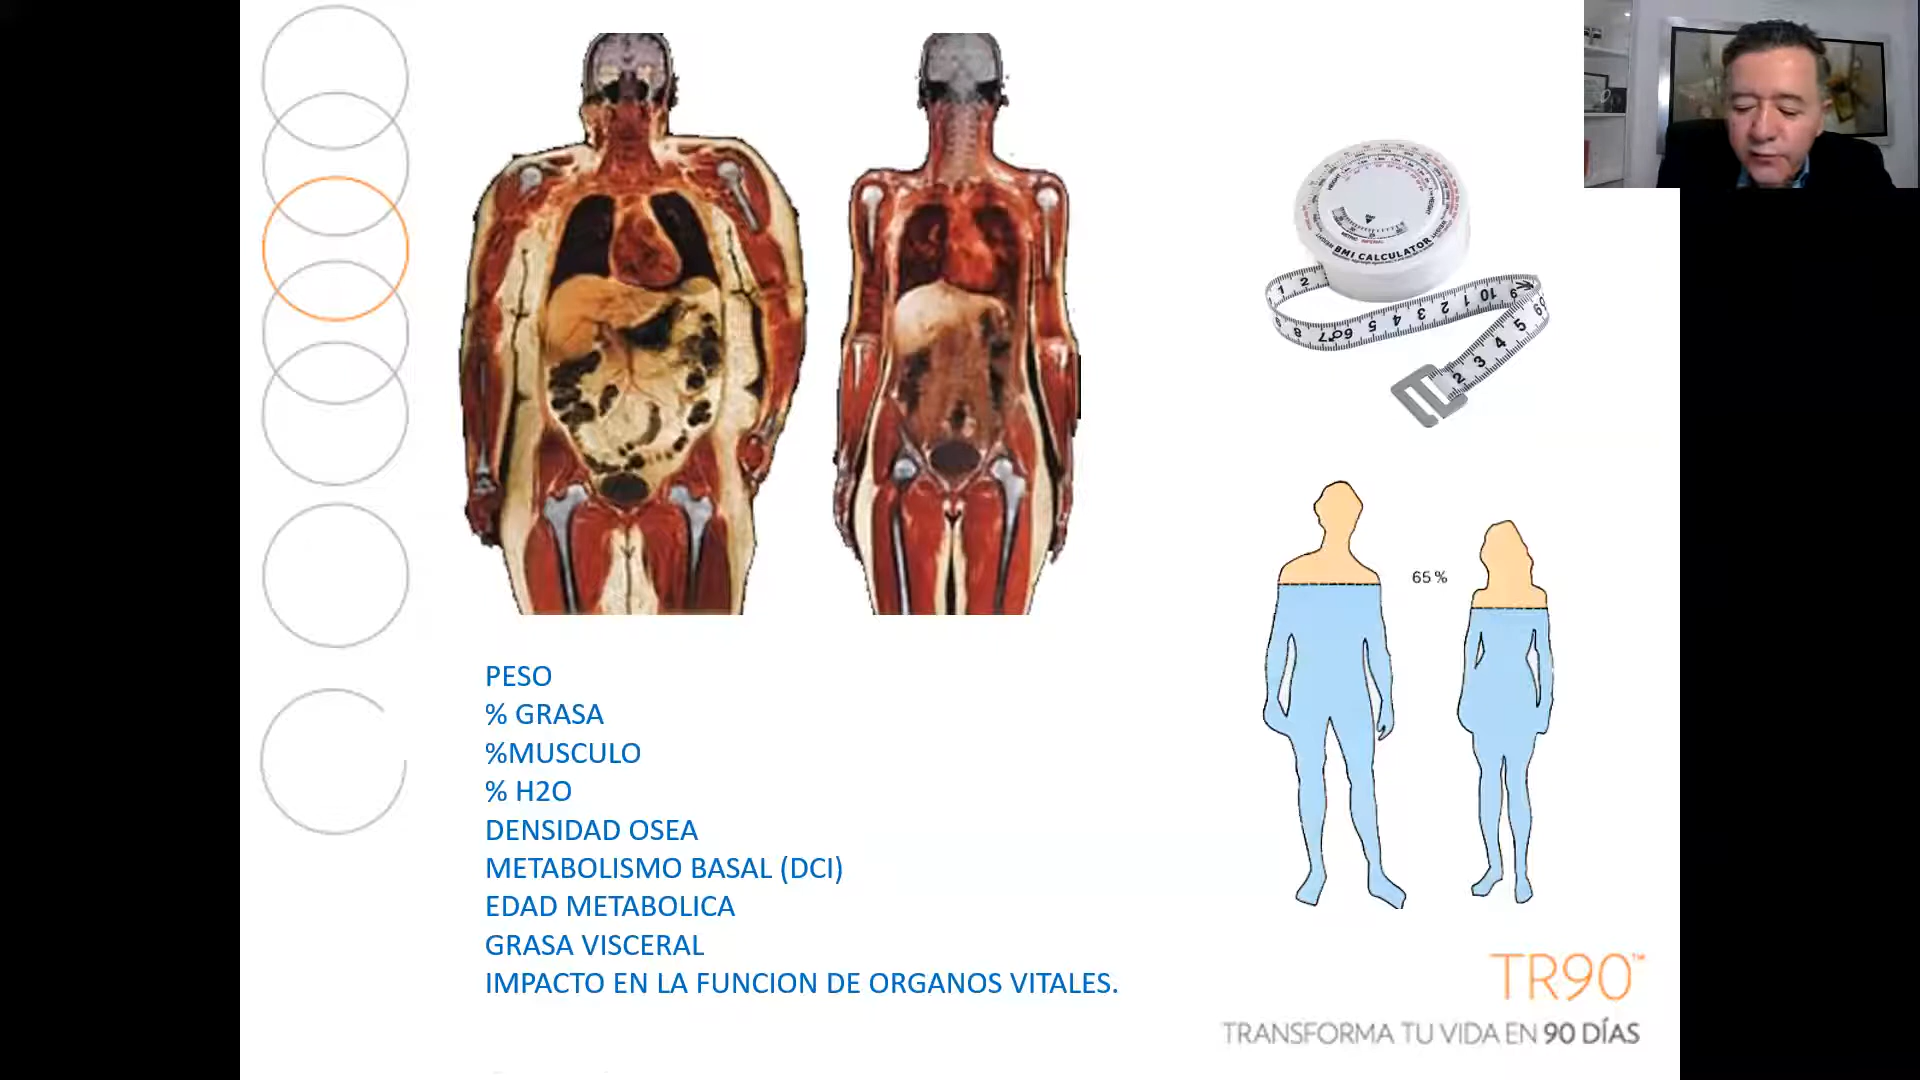 BMI CALCULATOR
65 %
PESO
% GRASA
%MUSCULO
% H2O
DENSIDAD OSEA
METABOLISMO BASAL (DCI)
EDAD METABOLICA
GRASA VISCERAL
IMPACTO EN LA FUNCION DE ORGANOS VITALES.
TR90™
TRANSFORMA TU VIDA EN 90 DÍAS